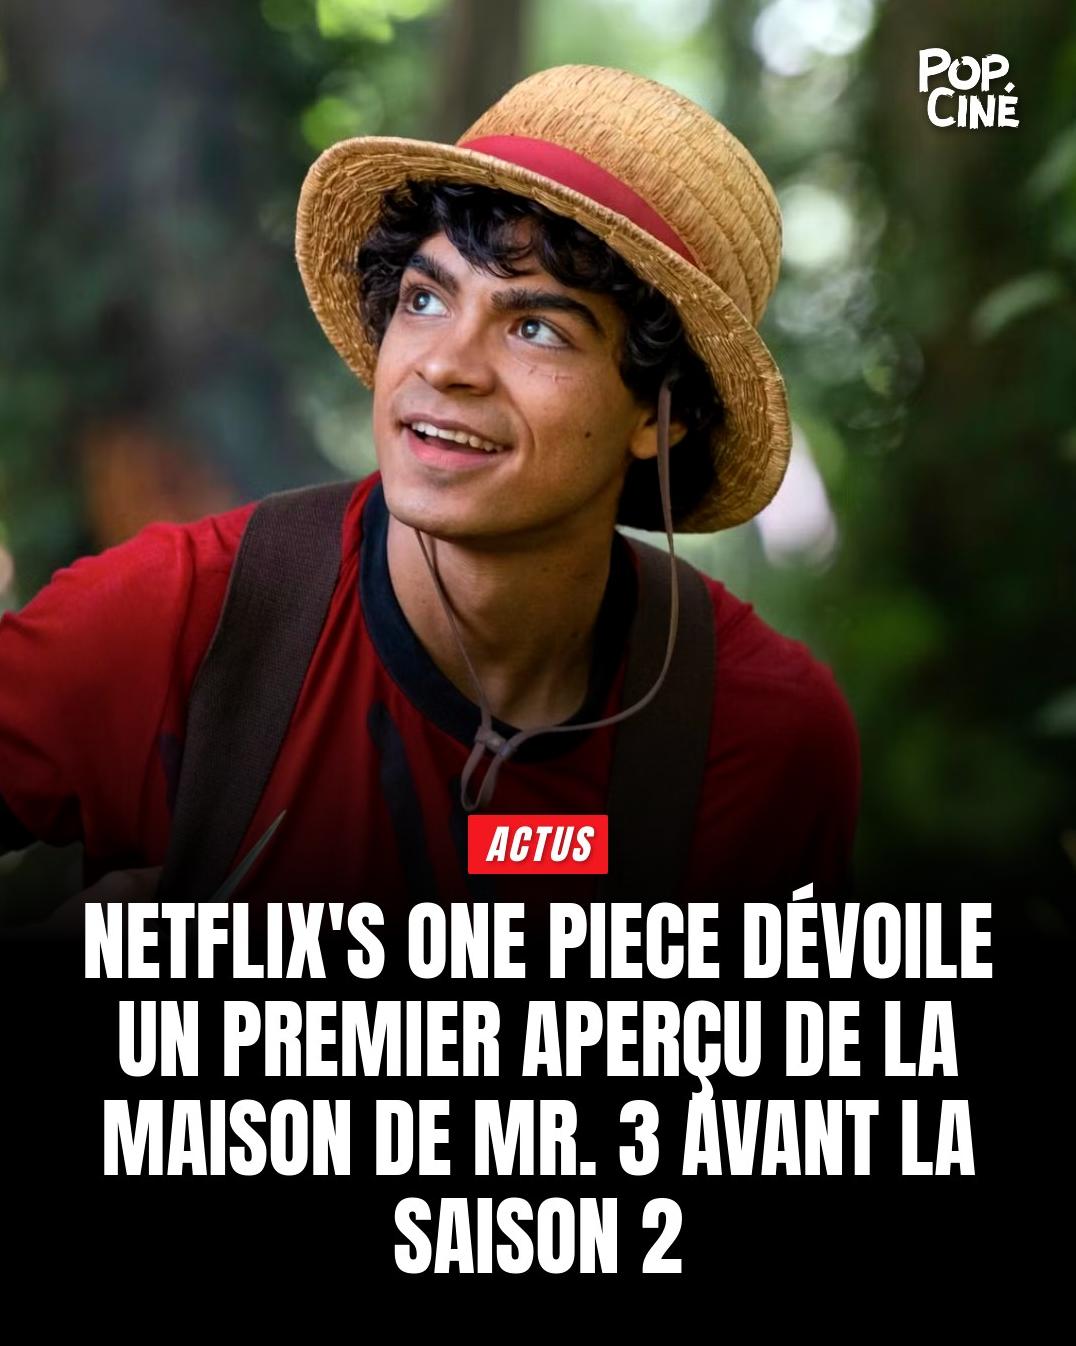 POP.
CINÉ
ACTUS
NETFLIX'S ONE PIECE DÉVOILE
UN PREMIER APERÇU DE LA
MAISON DE MR. 3 AVANT LA
SAISON 2